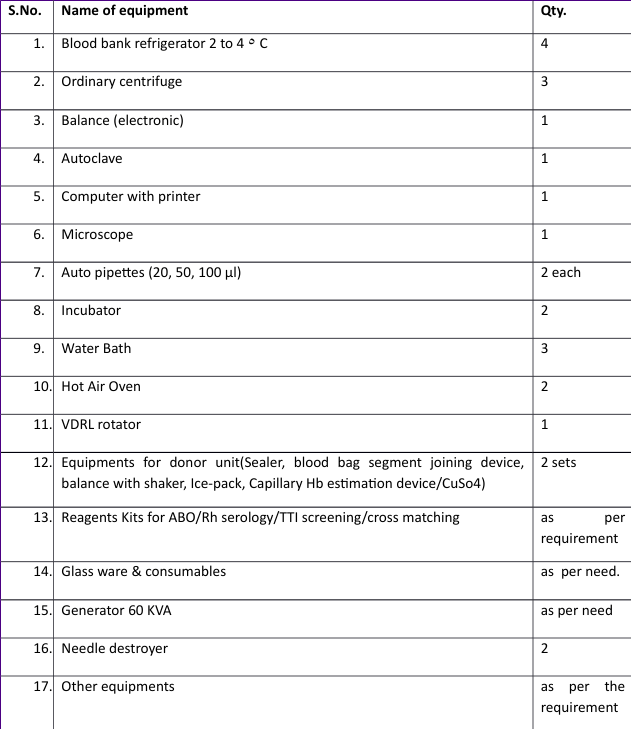 S.No. Name of equipment Qty.
1. Blood bank refrigerator 2 to 4 ° C 4
2. Ordinary centrifuge 3
3. Balance (electronic) 1
4. Autoclave 1
5. Computer with printer 1
6. Microscope 1
7. Auto pipettes (20, 50, 100 µl) 2 each
8. Incubator 2
9. Water Bath 3
10. Hot Air Oven 2
11. VDRL rotator 1
12. Equipments for donor unit(Sealer, blood bag segment joining device, 2 sets
balance with shaker, Ice-pack, Capillary Hb estimation device/CuSo4)
13. Reagents Kits for ABO/Rh serology/TTI screening/cross matching as per
requirement
14. Glass ware & consumables as per need.
15. Generator 60 KVA as per need
16. Needle destroyer 2
17. Other equipments as per the
requirement